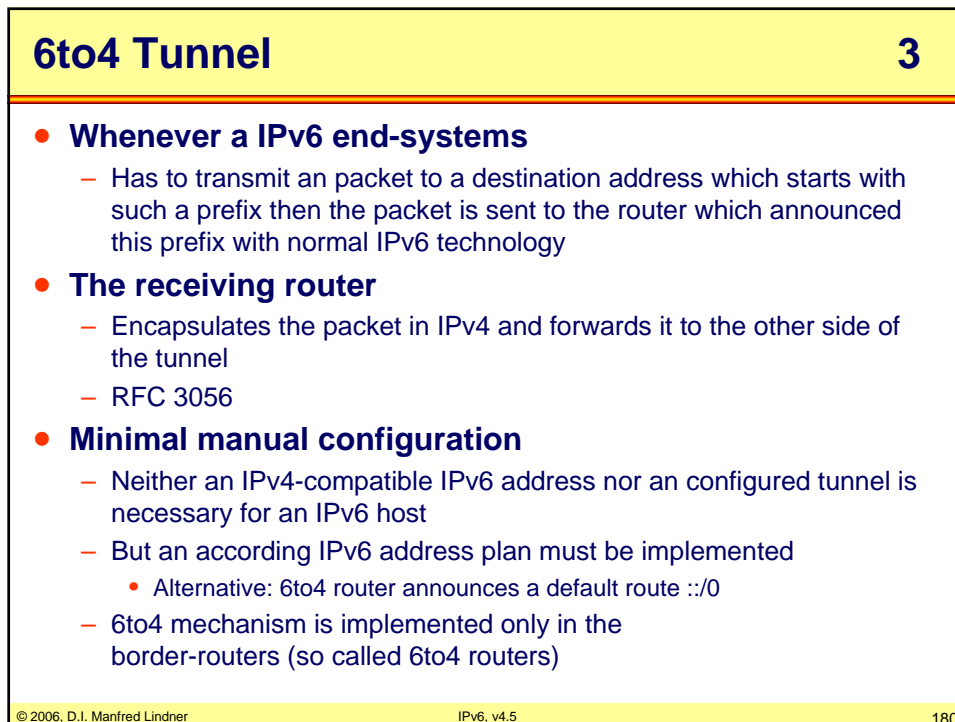 6to4 Tunnel 3
• Whenever a IPv6 end-systems
– Has to transmit an packet to a destination address which starts with
such a prefix then the packet is sent to the router which announced
this prefix with normal IPv6 technology
• The receiving router
– Encapsulates the packet in IPv4 and forwards it to the other side of
the tunnel
– RFC 3056
• Minimal manual configuration
– Neither an IPv4-compatible IPv6 address nor an configured tunnel is
necessary for an IPv6 host
– But an according IPv6 address plan must be implemented
• Alternative: 6to4 router announces a default route ::/0
– 6to4 mechanism is implemented only in the
border-routers (so called 6to4 routers)
© 2006, D.I. Manfred Lindner IPv6, v4.5 180